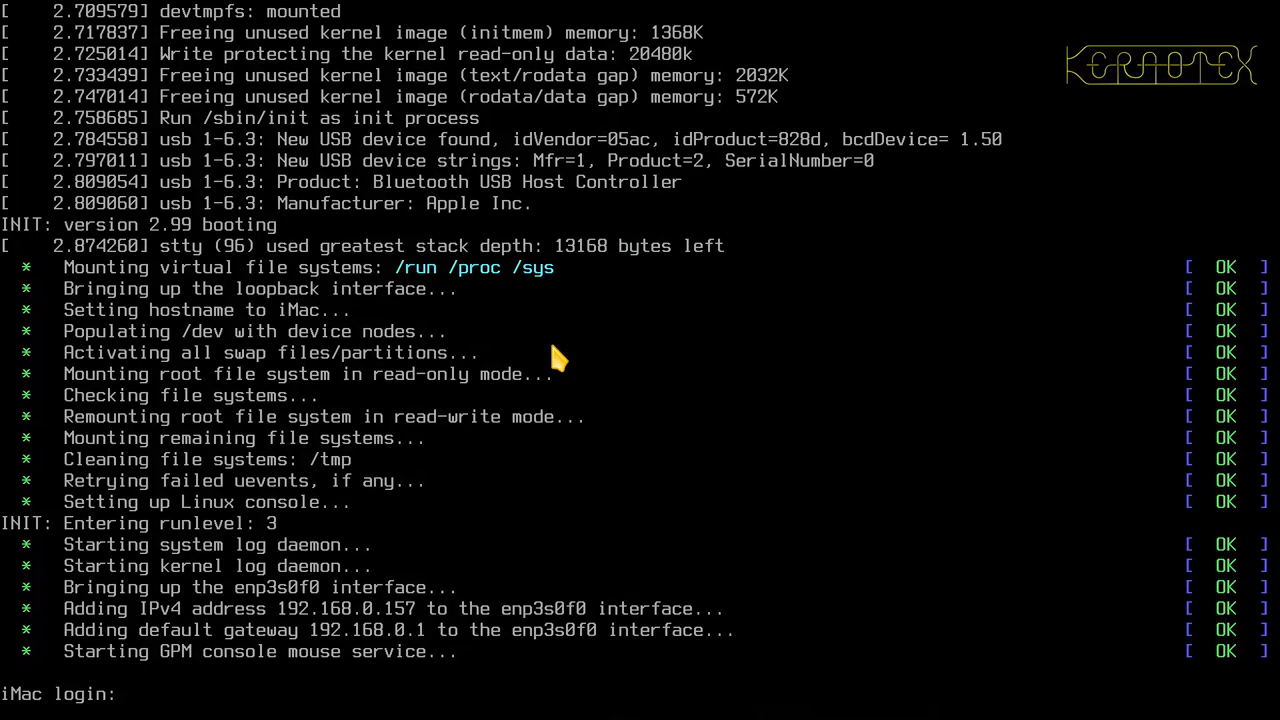 [    2.709579] devtmpfs: mounted
[    2.717837] Freeing unused kernel image (initmem) memory: 1368K
[    2.725014] Write protecting the kernel read-only data: 20480k
[    2.733439] Freeing unused kernel image (text/rodata gap) memory: 2032K
[    2.747014] Freeing unused kernel image (rodata/data gap) memory: 572K
[    2.758685] Run /sbin/init as init process
[    2.784558] usb 1-6.3: New USB device found, idVendor=05ac, idProduct=828d, bcdDevice= 1.50
[    2.797011] usb 1-6.3: New USB device strings: Mfr=1, Product=2, SerialNumber=0
[    2.809054] usb 1-6.3: Product: Bluetooth USB Host Controller
[    2.809060] usb 1-6.3: Manufacturer: Apple Inc.
INIT: version 2.99 booting
[    2.874260] stty (96) used greatest stack depth: 13168 bytes left
  *   Mounting virtual file systems: /run /proc /sys [  OK  ]
  *   Bringing up the loopback interface... [  OK  ]
  *   Setting hostname to iMac... [  OK  ]
  *   Populating /dev with device nodes... [  OK  ]
  *   Activating all swap files/partitions... [  OK  ]
  *   Mounting root file system in read-only mode... [  OK  ]
  *   Checking file systems... [  OK  ]
  *   Remounting root file system in read-write mode... [  OK  ]
  *   Mounting remaining file systems... [  OK  ]
  *   Cleaning file systems: /tmp [  OK  ]
  *   Retrying failed uevents, if any... [  OK  ]
  *   Setting up Linux console... [  OK  ]
INIT: Entering runlevel: 3
  *   Starting system log daemon... [  OK  ]
  *   Starting kernel log daemon... [  OK  ]
  *   Bringing up the enp3s0f0 interface... [  OK  ]
  *   Adding IPv4 address 192.168.0.157 to the enp3s0f0 interface... [  OK  ]
  *   Adding default gateway 192.168.0.1 to the enp3s0f0 interface... [  OK  ]
  *   Starting GPM console mouse service... [  OK  ]
iMac login: